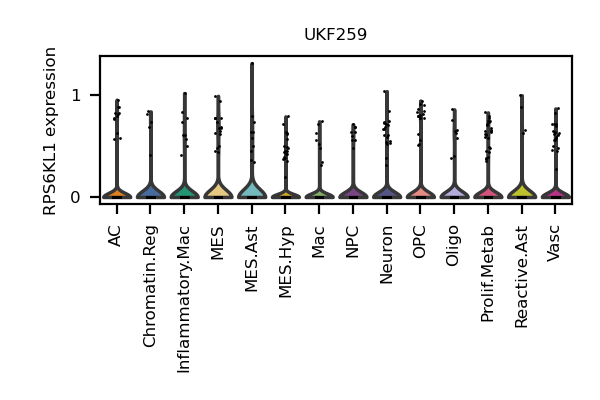 UKF259
RPS6KL1 expression
1
0
AC
Chromatin.Reg
Inflammatory.Mac
MES
MES.Ast
MES.Hyp
Mac
NPC
Neuron
OPC
Oligo
Prolif.Metab
Reactive.Ast
Vasc